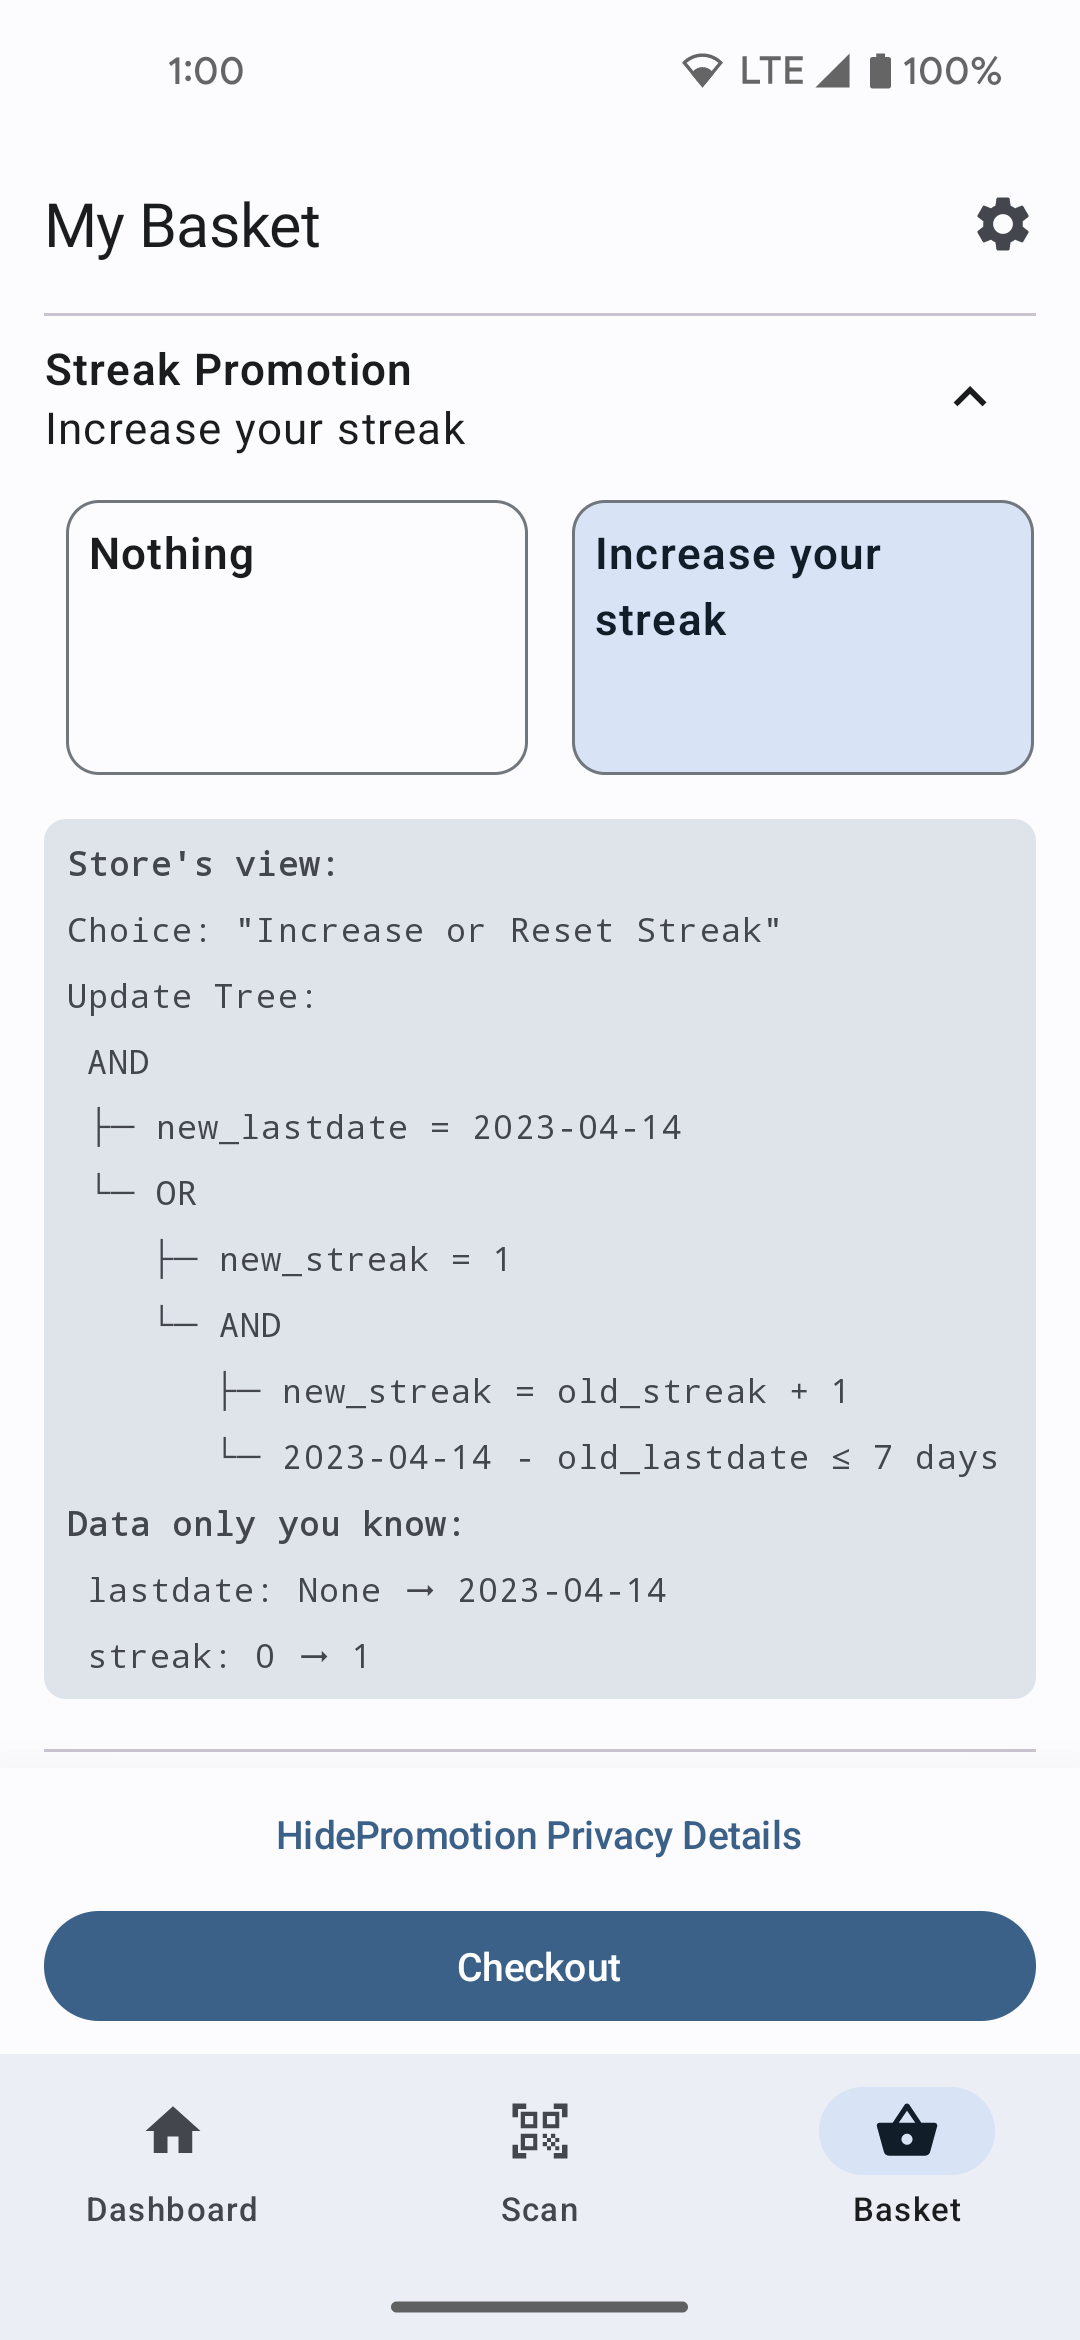 1:00 LTE 100%
My Basket
Streak Promotion
Increase your streak
Nothing
Increase your
streak
Store's view:
Choice: "Increase or Reset Streak"
Update Tree:
AND
├─ new_lastdate = 2023-04-14
└─ OR
├─ new_streak = 1
└─ AND
├─ new_streak = old_streak + 1
└─ 2023-04-14 - old_lastdate ≤ 7 days
Data only you know:
lastdate: None → 2023-04-14
streak: 0 → 1
HidePromotion Privacy Details
Checkout
Dashboard Scan Basket